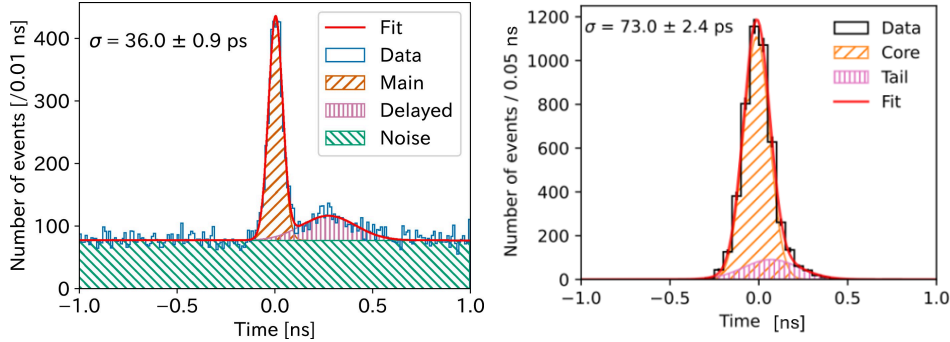 σ = 36.0 ± 0.9 ps
Fit
Data
Main
Delayed
Noise
Number of events [/0.01 ns]
400
300
200
100
0
−1.0 −0.5 0.0 0.5 1.0
Time [ns]
σ = 73.0 ± 2.4 ps
Data
Core
Tail
Fit
Number of events / 0.05 ns
1200
1000
800
600
400
200
0
−1.0 −0.5 0.0 0.5 1.0
Time [ns]